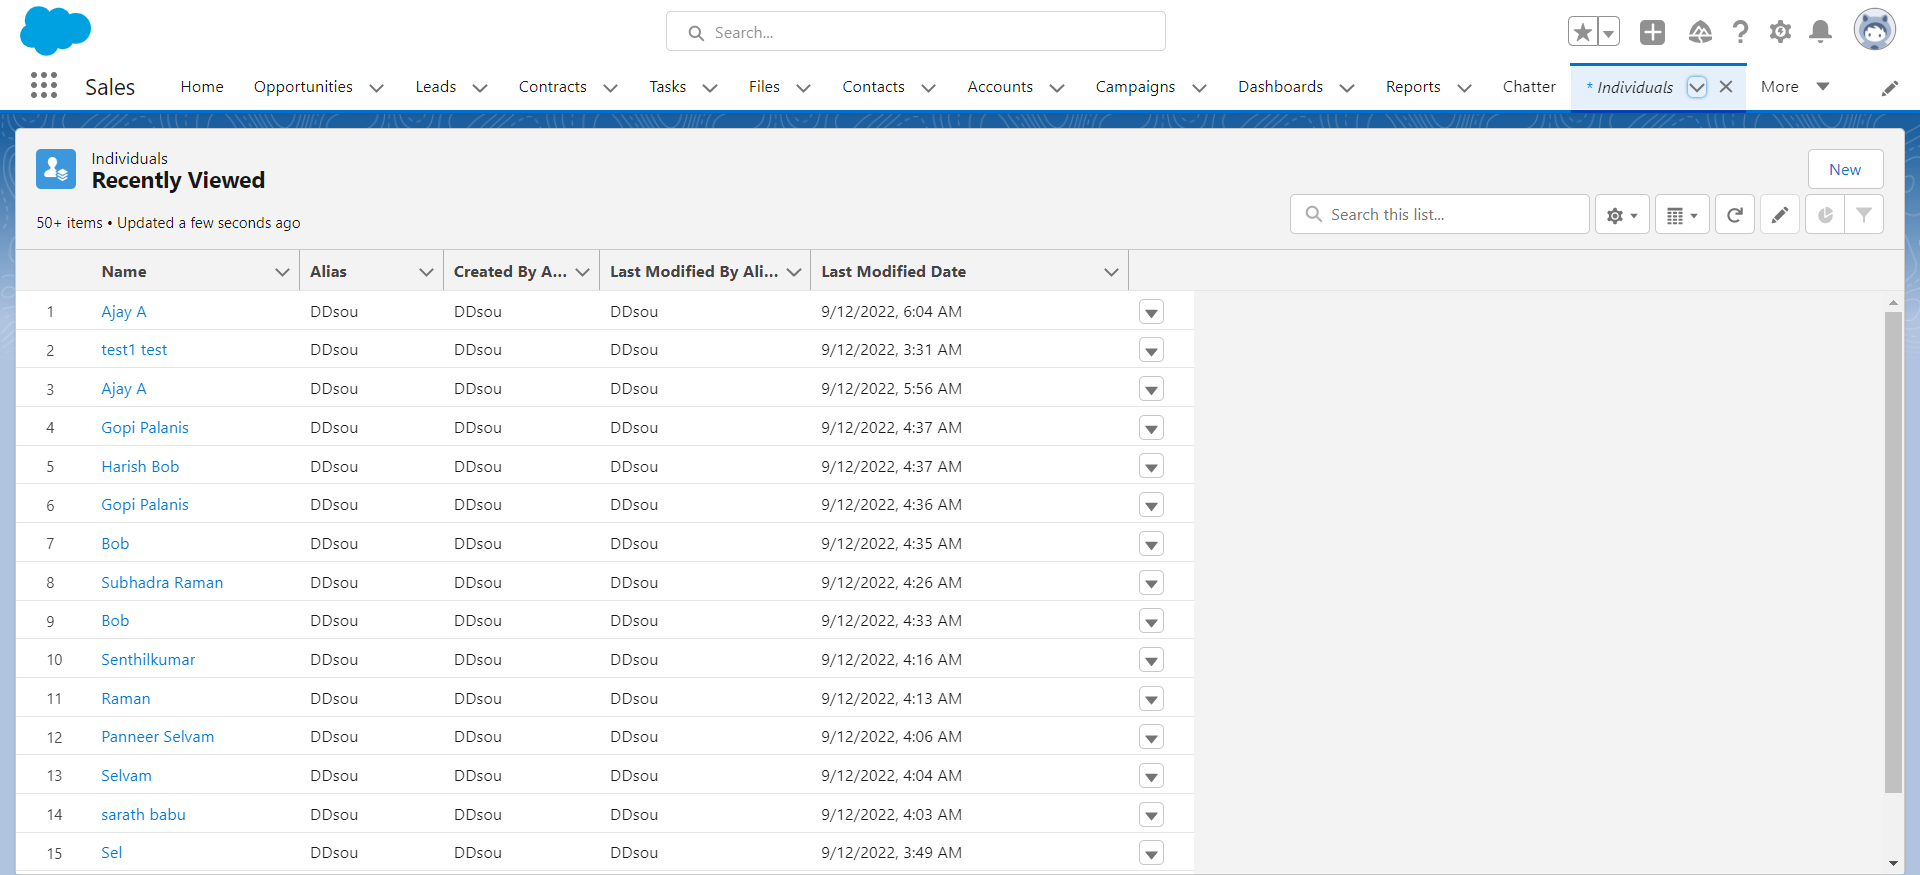 Search...
Sales Home Opportunities Leads Contracts Tasks Files Contacts Accounts Campaigns Dashboards Reports Chatter * Individuals More
Individuals
Recently Viewed
New
50+ items • Updated a few seconds ago
Search this list...
Name Alias Created By A... Last Modified By Ali... Last Modified Date
1 Ajay A DDsou DDsou DDsou 9/12/2022, 6:04 AM
2 test1 test DDsou DDsou DDsou 9/12/2022, 3:31 AM
3 Ajay A DDsou DDsou DDsou 9/12/2022, 5:56 AM
4 Gopi Palanis DDsou DDsou DDsou 9/12/2022, 4:37 AM
5 Harish Bob DDsou DDsou DDsou 9/12/2022, 4:37 AM
6 Gopi Palanis DDsou DDsou DDsou 9/12/2022, 4:36 AM
7 Bob DDsou DDsou DDsou 9/12/2022, 4:35 AM
8 Subhadra Raman DDsou DDsou DDsou 9/12/2022, 4:26 AM
9 Bob DDsou DDsou DDsou 9/12/2022, 4:33 AM
10 Senthilkumar DDsou DDsou DDsou 9/12/2022, 4:16 AM
11 Raman DDsou DDsou DDsou 9/12/2022, 4:13 AM
12 Panneer Selvam DDsou DDsou DDsou 9/12/2022, 4:06 AM
13 Selvam DDsou DDsou DDsou 9/12/2022, 4:04 AM
14 sarath babu DDsou DDsou DDsou 9/12/2022, 4:03 AM
15 Sel DDsou DDsou DDsou 9/12/2022, 3:49 AM